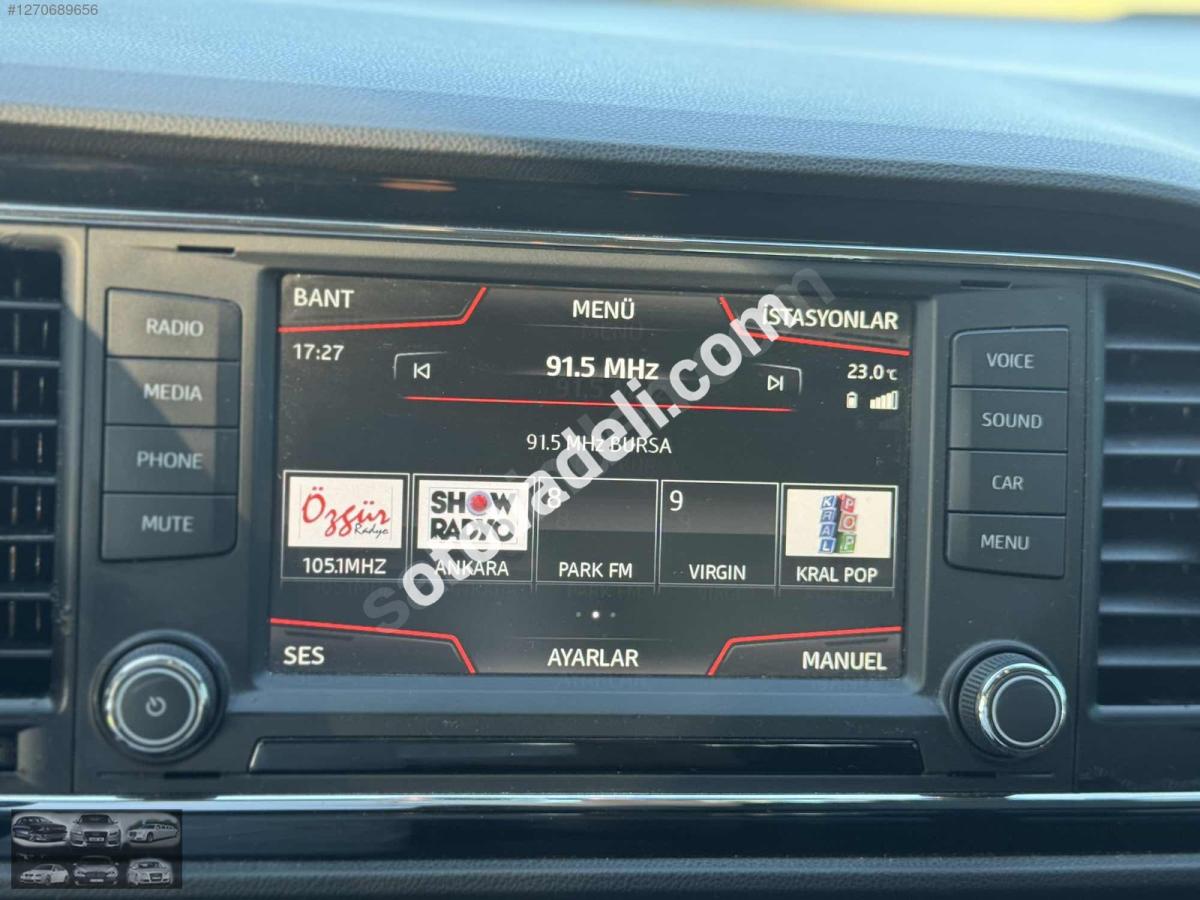 #1270689656
BANT
MENÜ
İSTASYONLAR
17:27
91.5 MHz
23.0 °C
91.5 MHz BURSA
Özgür
Radyo
105.1MHZ
SHOW
RADYO
ANKARA
8
PARK FM
9
VIRGIN
KRAL
POP
KRAL POP
SES
AYARLAR
MANUEL
RADIO
MEDIA
PHONE
MUTE
VOICE
SOUND
CAR
MENU